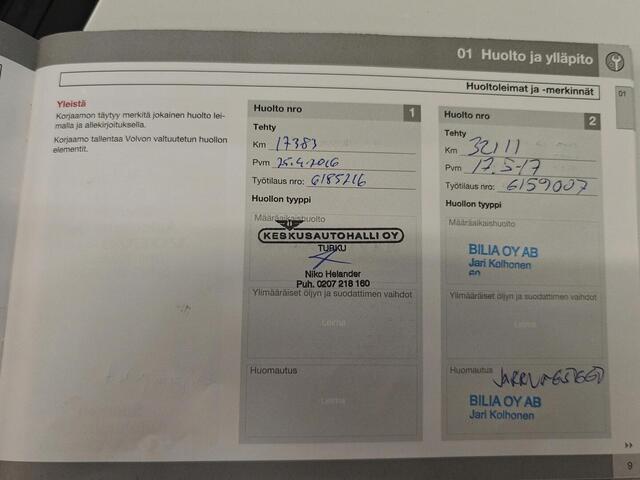 01 Huolto ja ylläpito
Huoltoleimat ja -merkinnät
01
Yleistä
Korjaamon täytyy merkitä jokainen huolto lei-
malla ja allekirjoituksella.
Korjaamo tallentaa Volvon valtuutetun huollon
elementit.
Huolto nro
1
Tehty
Km 17383
Pvm 25.4.2016
Työtilaus nro: 6185216
Huollon tyyppi
Määräaikaishuolto
KESKUSAUTOHALLI OY
TURKU
Niko Helander
Puh. 0207 218 160
Ylimääräiset öljyn ja suodattimen vaihdot
Leima
Huomautus
Leima
Huolto nro
2
Tehty
Km 32111
Pvm 17.5-17
Työtilaus nro: 6159007
Huollon tyyppi
Määräaikaishuolto
BILIA OY AB
Jari Kolhonen
60
Ylimääräiset öljyn ja suodattimen vaihdot
Leima
Huomautus
BILIA OY AB
Jari Kolhonen
9